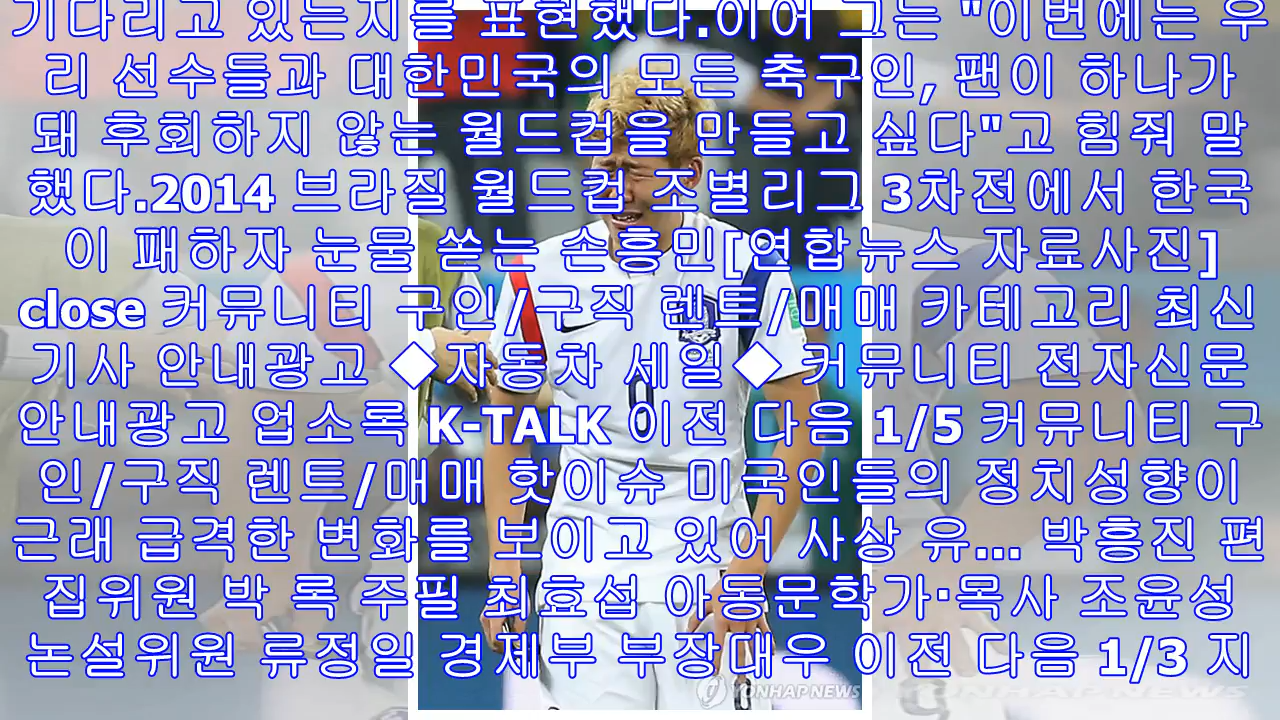 기다리고 있는지를 표현했다.이어 그는 "이번에는 우
리 선수들과 대한민국의 모든 축구인, 팬이 하나가
돼 후회하지 않는 월드컵을 만들고 싶다"고 힘줘 말
했다.2014 브라질 월드컵 조별리그 3차전에서 한국
이 패하자 눈물 쏟는 손흥민[연합뉴스 자료사진]
close 커뮤니티 구인/구직 렌트/매매 카테고리 최신
기사 안내광고 ◆자동차 세일◆ 커뮤니티 전자신문
안내광고 업소록 K-TALK 이전 다음 1/5 커뮤니티 구
인/구직 렌트/매매 핫이슈 미국인들의 정치성향이
근래 급격한 변화를 보이고 있어 사상 유... 박흥진 편
집위원 박 록 주필 최효섭 아동문학가·목사 조윤성
논설위원 류정일 경제부 부장대우 이전 다음 1/3 지
YONHAP NEWS
YONHAP NEWS